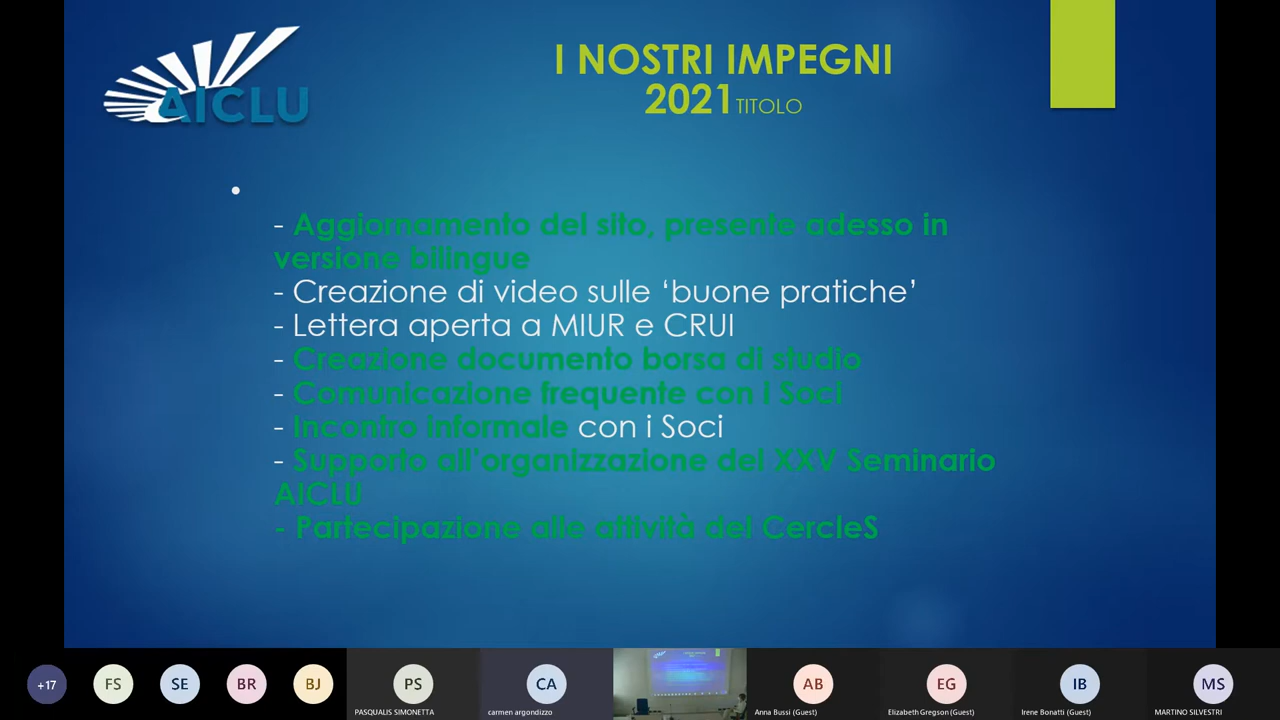 AICLU
I NOSTRI IMPEGNI
2021 TITOLO
- Aggiornamento del sito, presente adesso in
versione bilingue
- Creazione di video sulle ‘buone pratiche’
- Lettera aperta a MIUR e CRUI
- Creazione documento borsa di studio
- Comunicazione frequente con i Soci
- Incontro informale con i Soci
- Supporto all’organizzazione del XXV Seminario
AICLU
- Partecipazione alle attività del CercleS
+17
FS
SE
BR
BJ
PS
PASQUALIS SIMONETTA
CA
carmen argondizzo
AB
Anna Bussi (Guest)
EG
Elizabeth Gregson (Guest)
IB
Irene Bonatti (Guest)
MS
MARTINO SILVESTRI